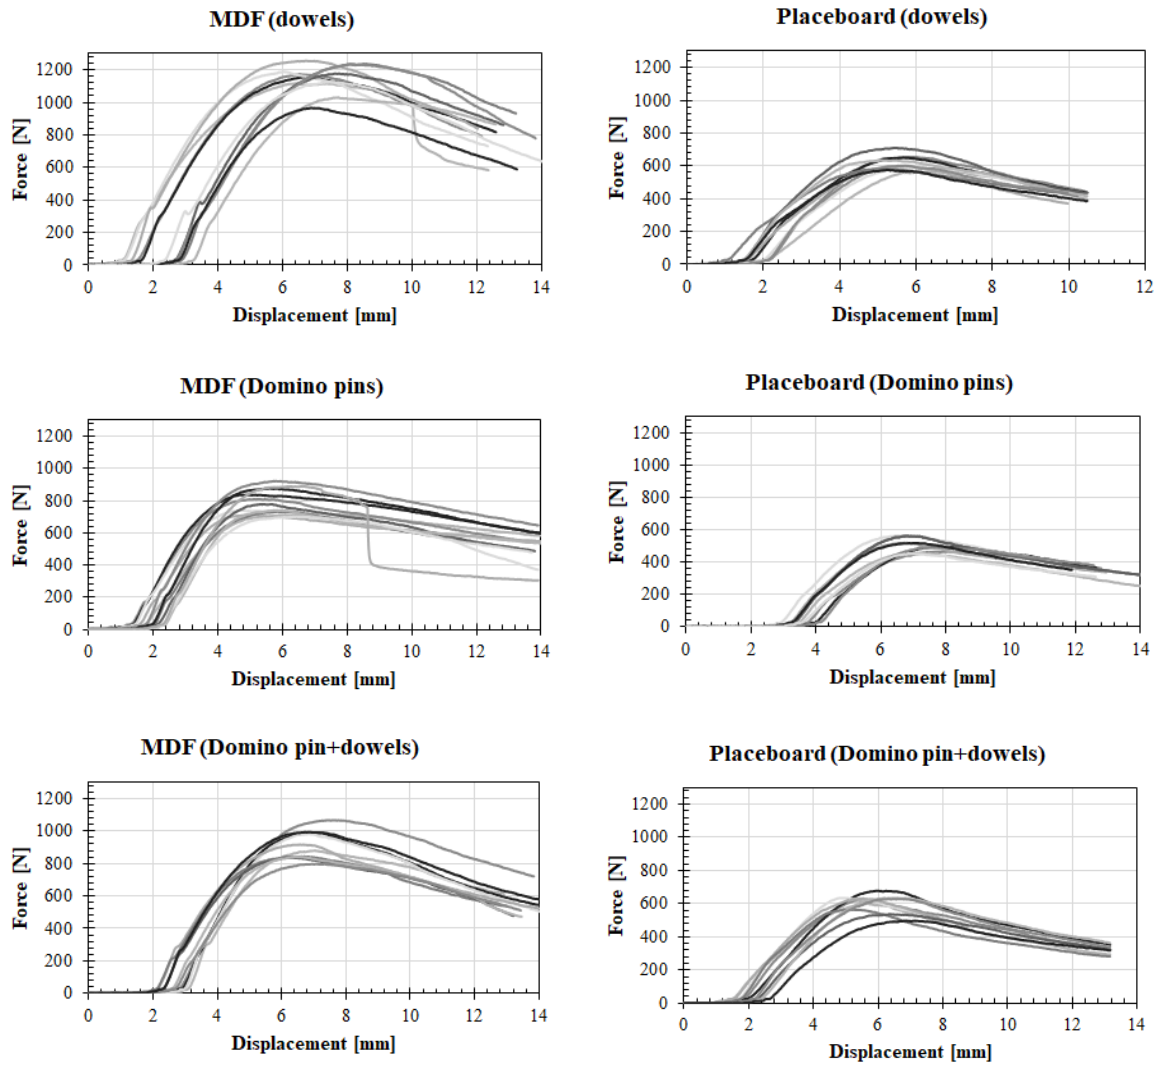 MDF (dowels)
Force [N]
1200
1000
800
600
400
200
0
0 2 4 6 8 10 12 14
Displacement [mm]
Placeboard (dowels)
Force [N]
1200
1000
800
600
400
200
0
0 2 4 6 8 10 12
Displacement [mm]
MDF (Domino pins)
Force [N]
1200
1000
800
600
400
200
0
0 2 4 6 8 10 12 14
Displacement [mm]
Placeboard (Domino pins)
Force [N]
1200
1000
800
600
400
200
0
0 2 4 6 8 10 12 14
Displacement [mm]
MDF (Domino pin+dowels)
Force [N]
1200
1000
800
600
400
200
0
0 2 4 6 8 10 12 14
Displacement [mm]
Placeboard (Domino pin+dowels)
Force [N]
1200
1000
800
600
400
200
0
0 2 4 6 8 10 12 14
Displacement [mm]